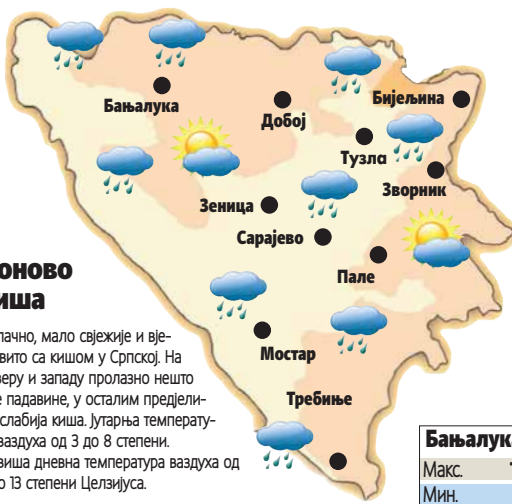 Бањалука
Добој
Бијељина
Тузла
Зворник
Зеница
Сарајево
Пале
Мостар
Требиње
оново
иша
лачно, мало свјежије и вје-
вито са кишом у Српској. На
веру и западу пролазно нешто
е падавине, у осталим предјели-
слабија киша. Јутарња температу-
ваздуха од 3 до 8 степени.
виша дневна температура ваздуха од
о 13 степени Целзијуса.
Бањалука
Макс.
Мин.